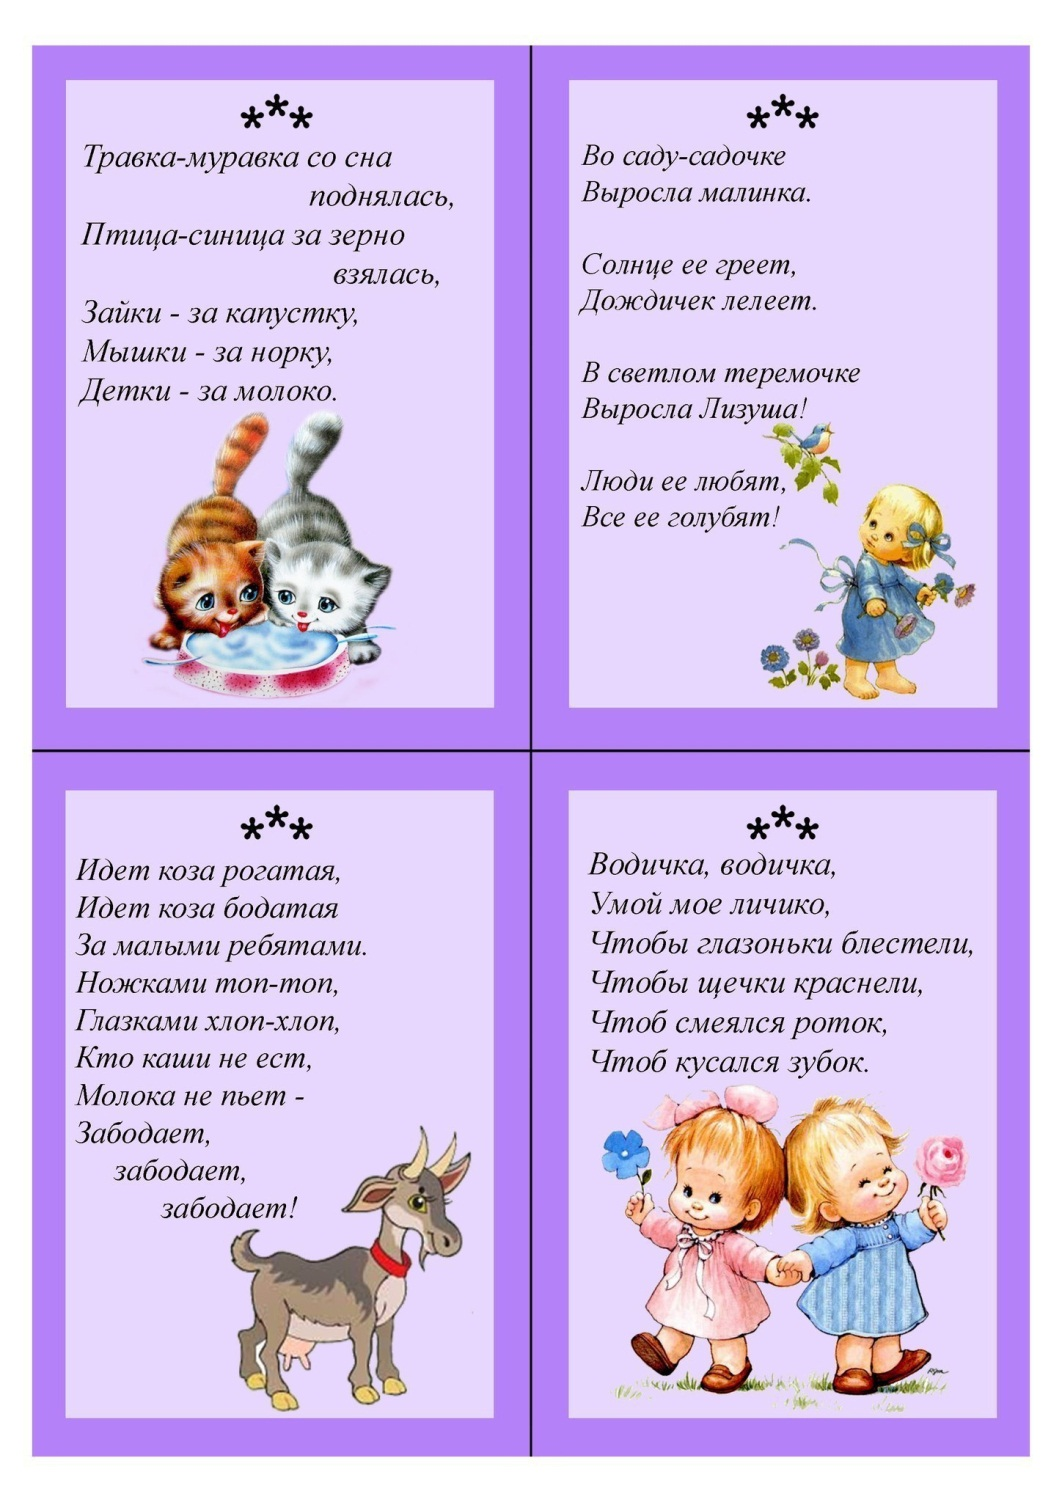 ***
Травка-муравка со сна
поднялась,
Птица-синица за зерно
взялась,
Зайки - за капустку,
Мышки - за норку,
Детки - за молоко.
***
Во саду-садочке
Выросла малинка.
Солнце ее греет,
Дождичек лелеет.
В светлом теремочке
Выросла Лизуша!
Люди ее любят,
Все ее голубят!
***
Идет коза рогатая,
Идет коза бодатая
За малыми ребятами.
Ножками топ-топ,
Глазками хлоп-хлоп,
Кто каши не ест,
Молока не пьет -
Забодает,
забодает,
забодает!
***
Водичка, водичка,
Умой мое личико,
Чтобы глазоньки блестели,
Чтобы щечки краснели,
Чтоб смеялся роток,
Чтоб кусался зубок.